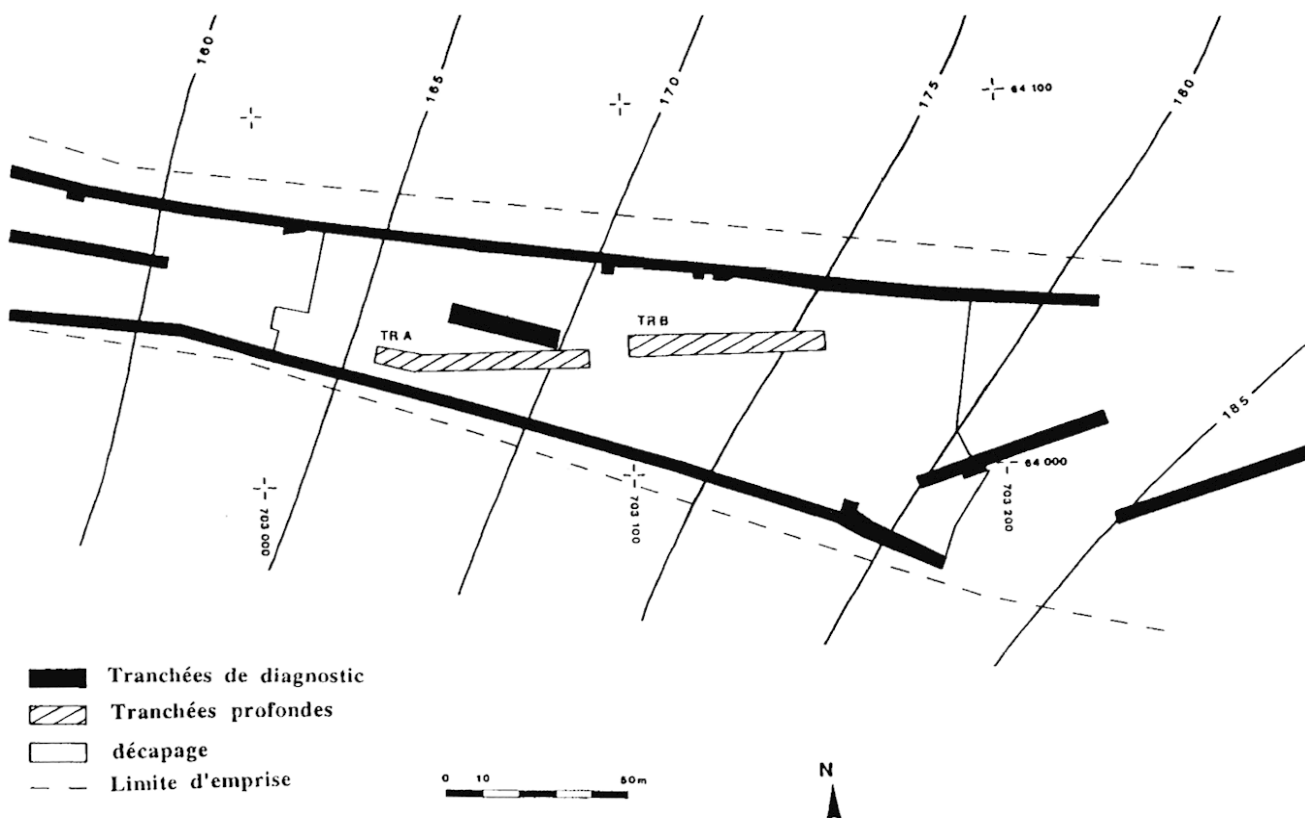 160
165
170
175
180
64 100
TR A
TR B
185
64 000
703 000
703 100
703 200
Tranchées de diagnostic
Tranchées profondes
décapage
Limite d'emprise
0 10 50m
N